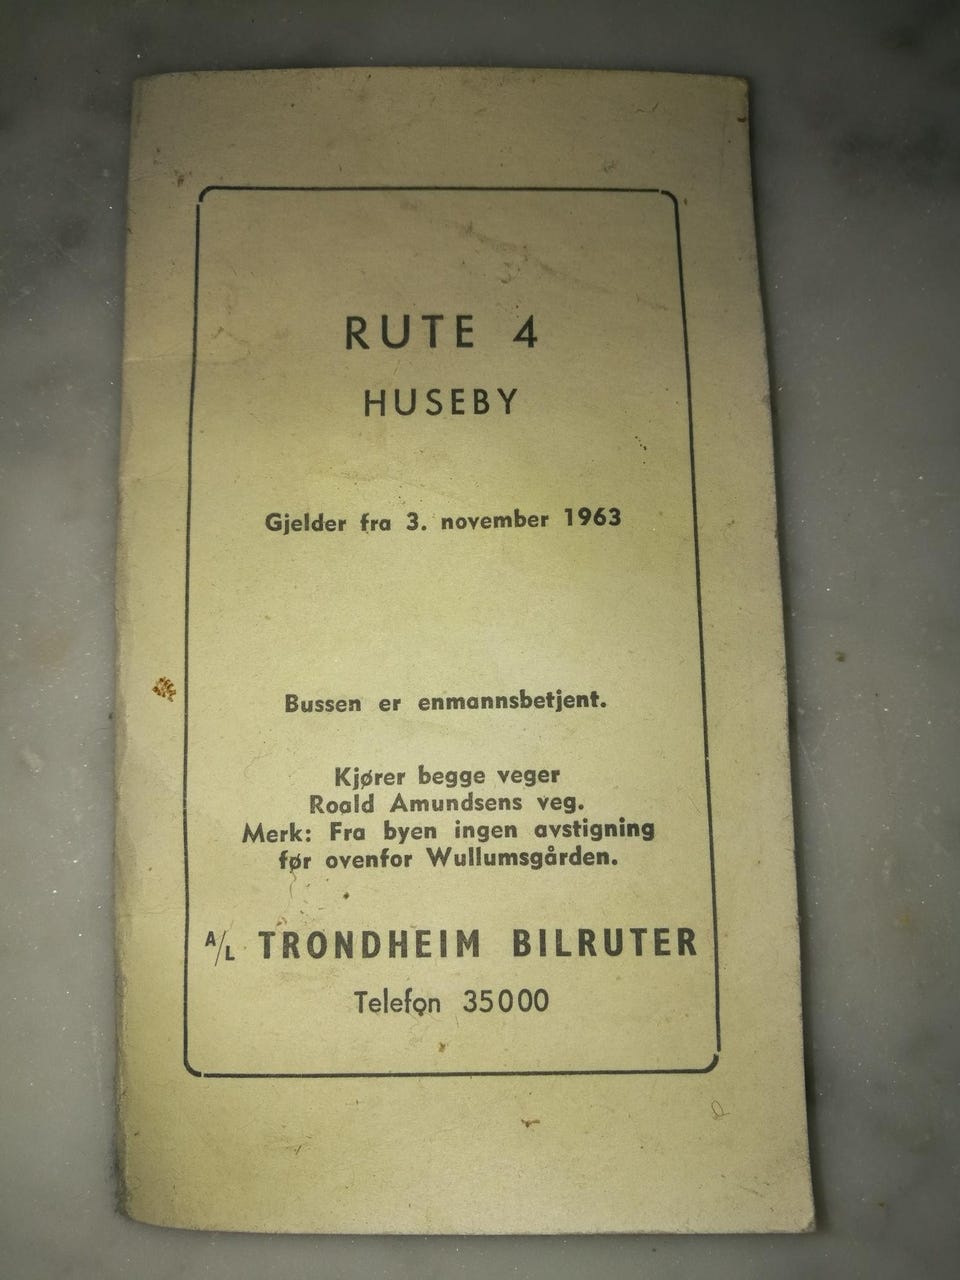 RUTE 4
HUSEBY
Gjelder fra 3. november 1963
Bussen er enmannsbetjent.
Kjører begge veger
Roald Amundsens veg.
Merk: Fra byen ingen avstigning
før ovenfor Wullumsgården.
A/L TRONDHEIM BILRUTER
Telefon 35000